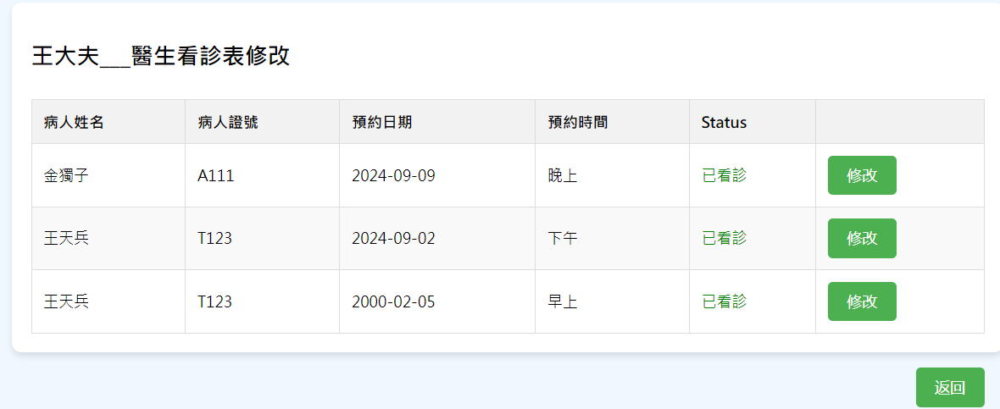 王大夫___醫生看診表修改
病人姓名 病人證號 預約日期 預約時間 Status
金獨子 A111 2024-09-09 晚上 已看診 修改
王天兵 T123 2024-09-02 下午 已看診 修改
王天兵 T123 2000-02-05 早上 已看診 修改
返回